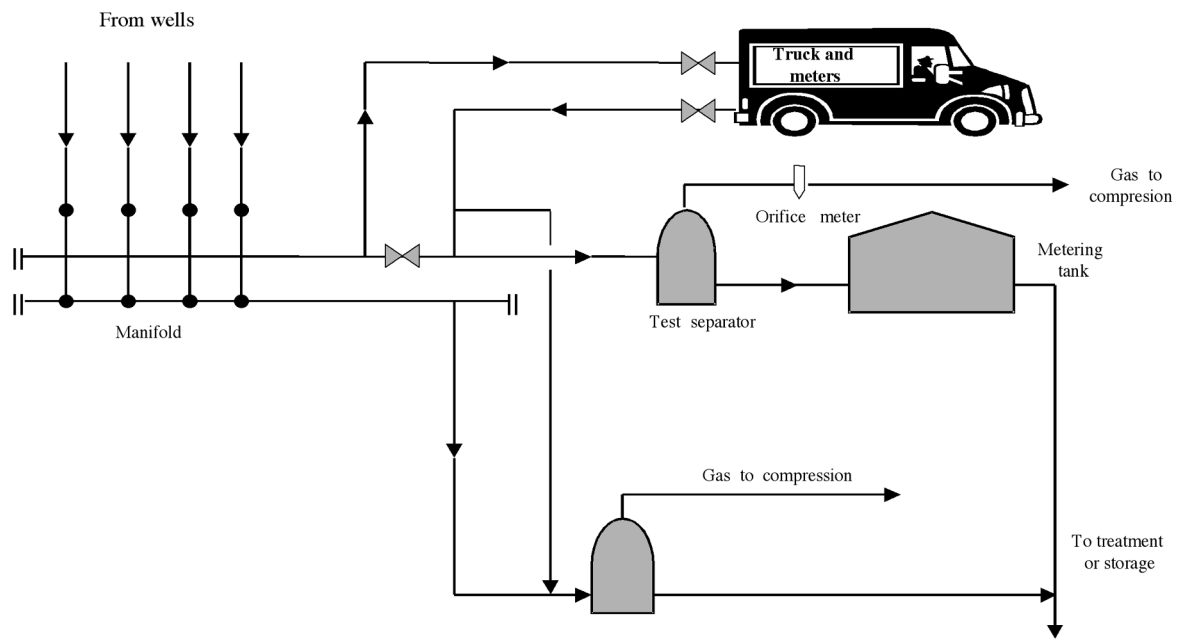 From wells
Truck and
meters
Gas to
compresion
Orifice meter
Metering
tank
Test separator
Manifold
Gas to compression
To treatment
or storage